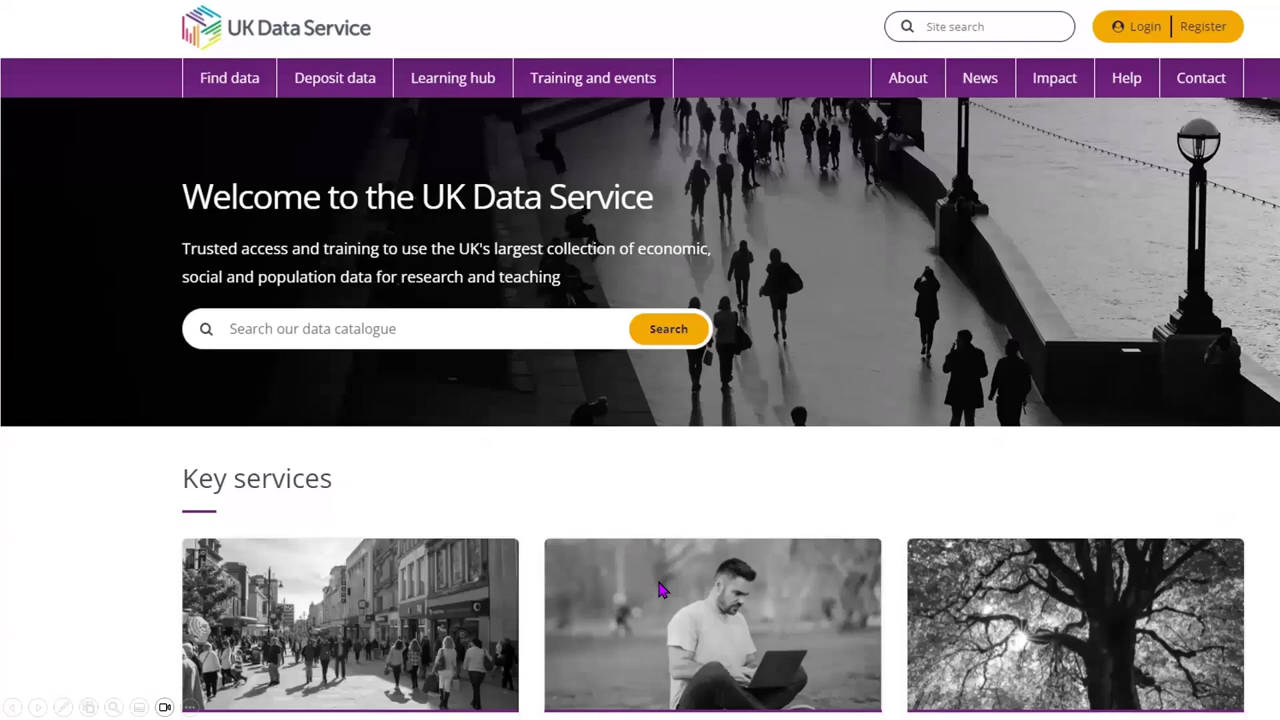 UK Data Service
Site search
Login
Register
Find data
Deposit data
Learning hub
Training and events
About
News
Impact
Help
Contact
Welcome to the UK Data Service
Trusted access and training to use the UK's largest collection of economic,
social and population data for research and teaching
Search our data catalogue
Search
Key services